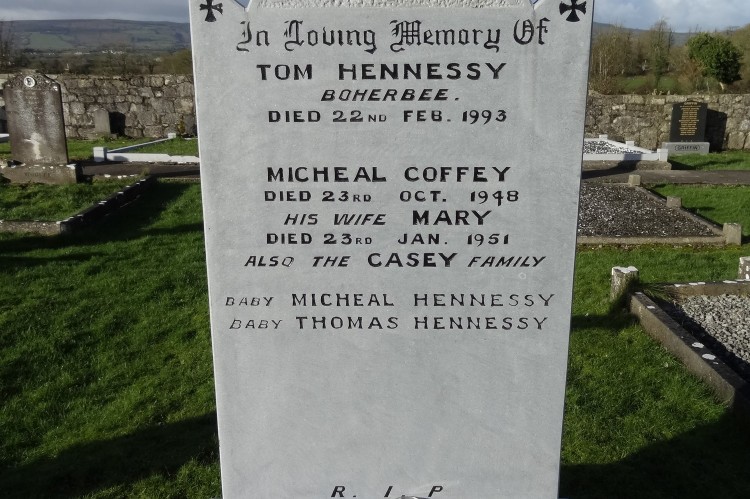 In Loving Memory Of
TOM HENNESSY
BOHERBEE.
DIED 22ND FEB. 1993
MICHEAL COFFEY
DIED 23RD OCT. 1948
HIS WIFE MARY
DIED 23RD JAN. 1951
ALSO THE CASEY FAMILY
BABY MICHEAL HENNESSY
BABY THOMAS HENNESSY
R. I. P
GRIFFIN